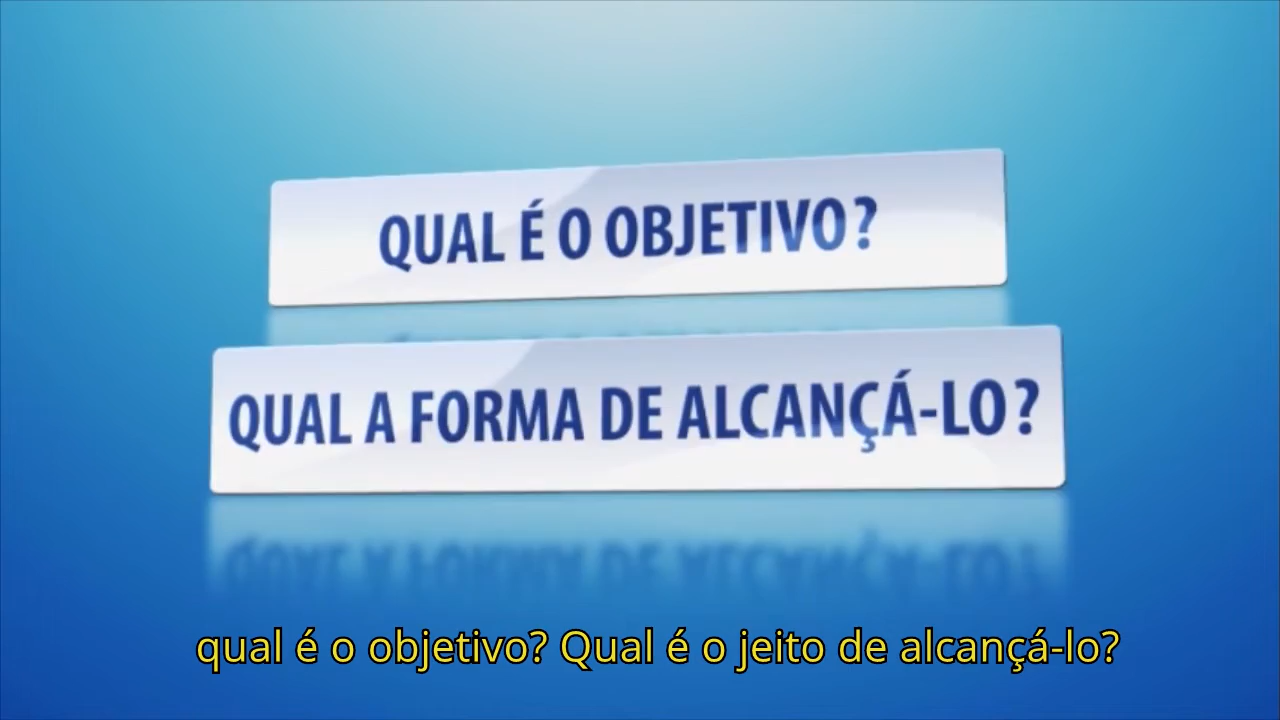 QUAL É O OBJETIVO?
QUAL A FORMA DE ALCANÇÁ-LO?
qual é o objetivo? Qual é o jeito de alcançá-lo?